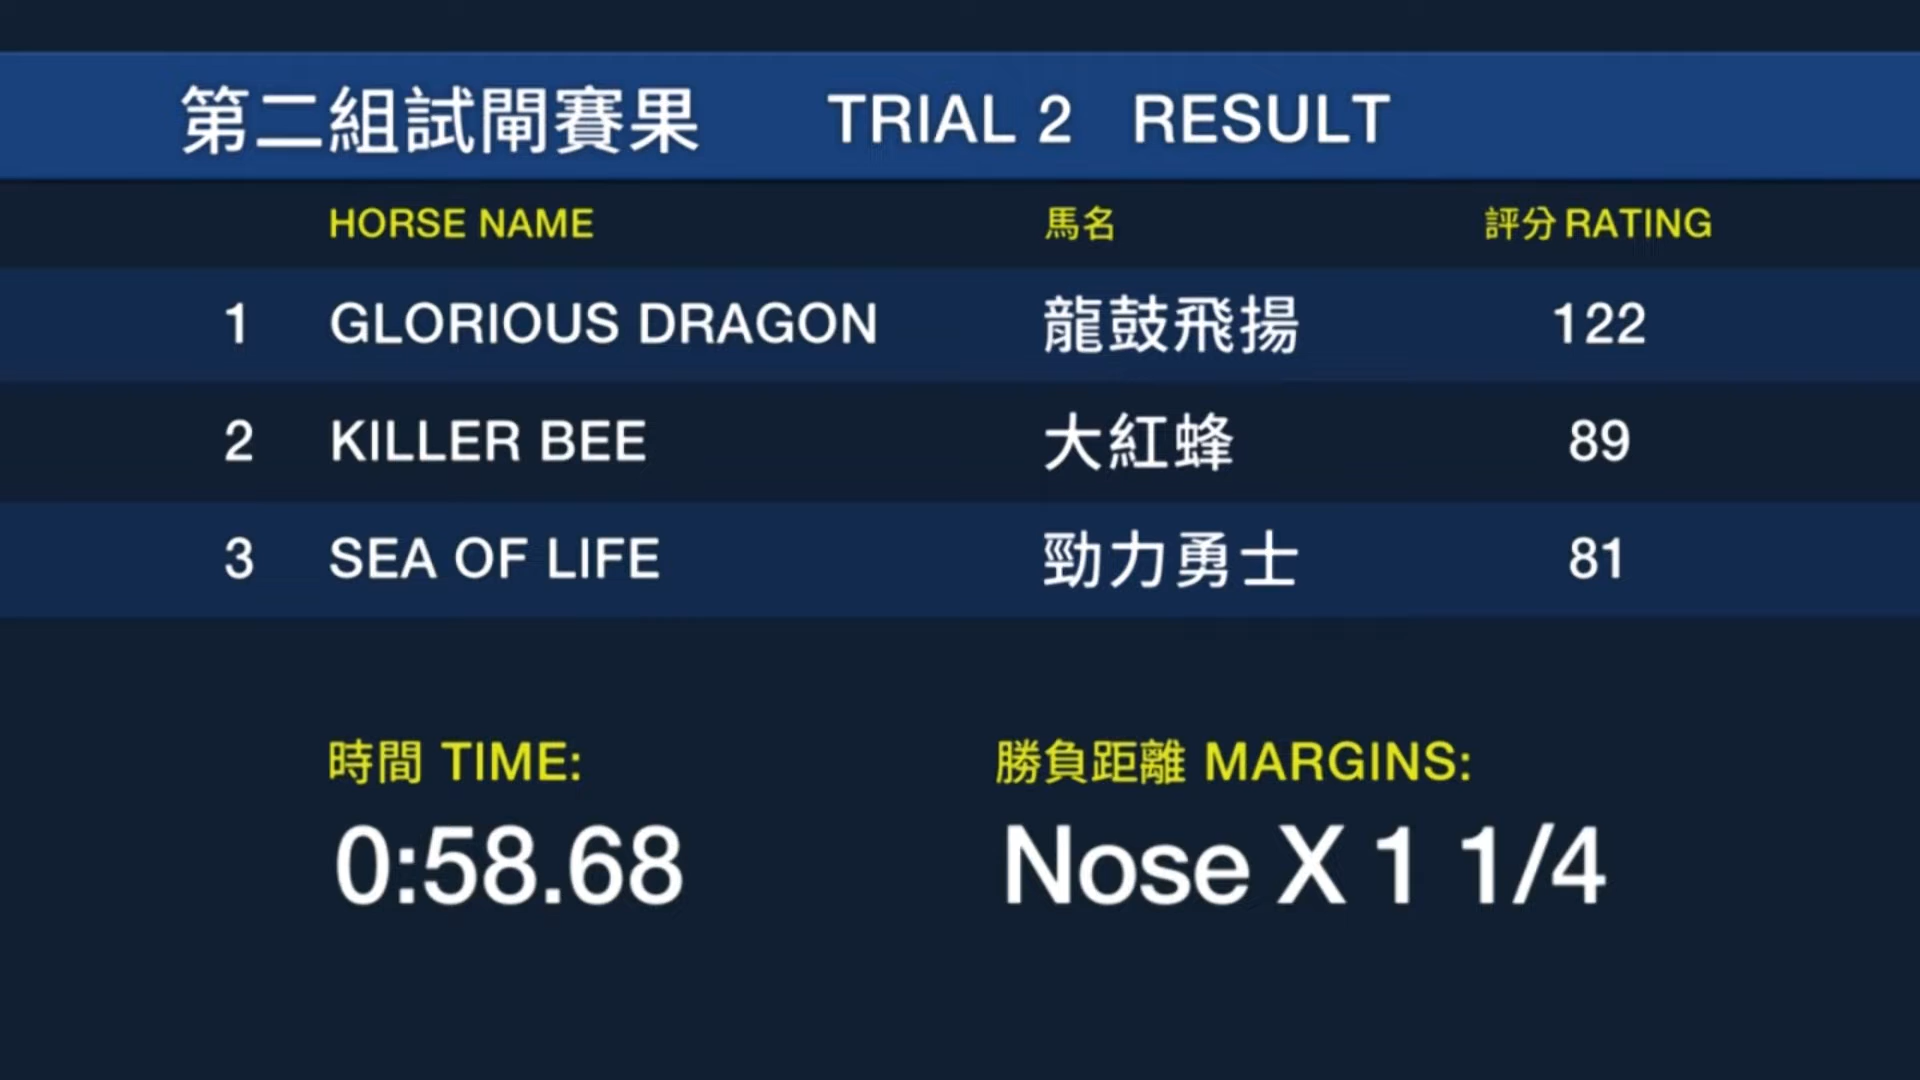 第二組試閘賽果 TRIAL 2 RESULT
HORSE NAME 馬名 評分 RATING
1 GLORIOUS DRAGON 龍鼓飛揚 122
2 KILLER BEE 大紅蜂 89
3 SEA OF LIFE 勁力勇士 81
時間 TIME: 勝負距離 MARGINS:
0:58.68 Nose X 1 1/4